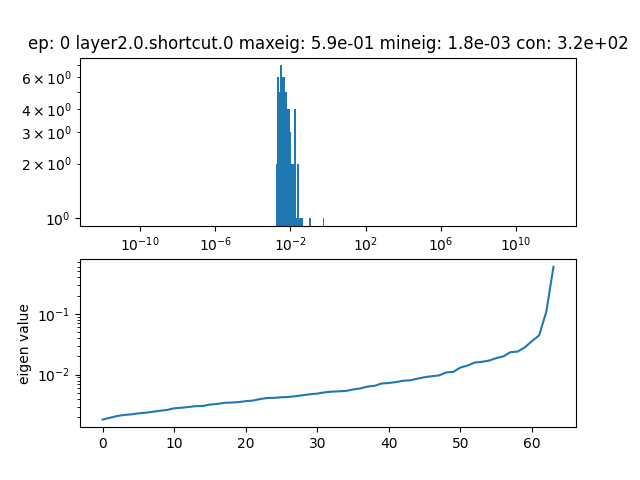 ep: 0 layer2.0.shortcut.0 maxeig: 5.9e-01 mineig: 1.8e-03 con: 3.2e+02
6 × 10⁰
4 × 10⁰
3 × 10⁰
2 × 10⁰
10⁰
10⁻¹⁰ 10⁻⁶ 10⁻² 10² 10⁶ 10¹⁰
eigen value
10⁻¹
10⁻²
0 10 20 30 40 50 60